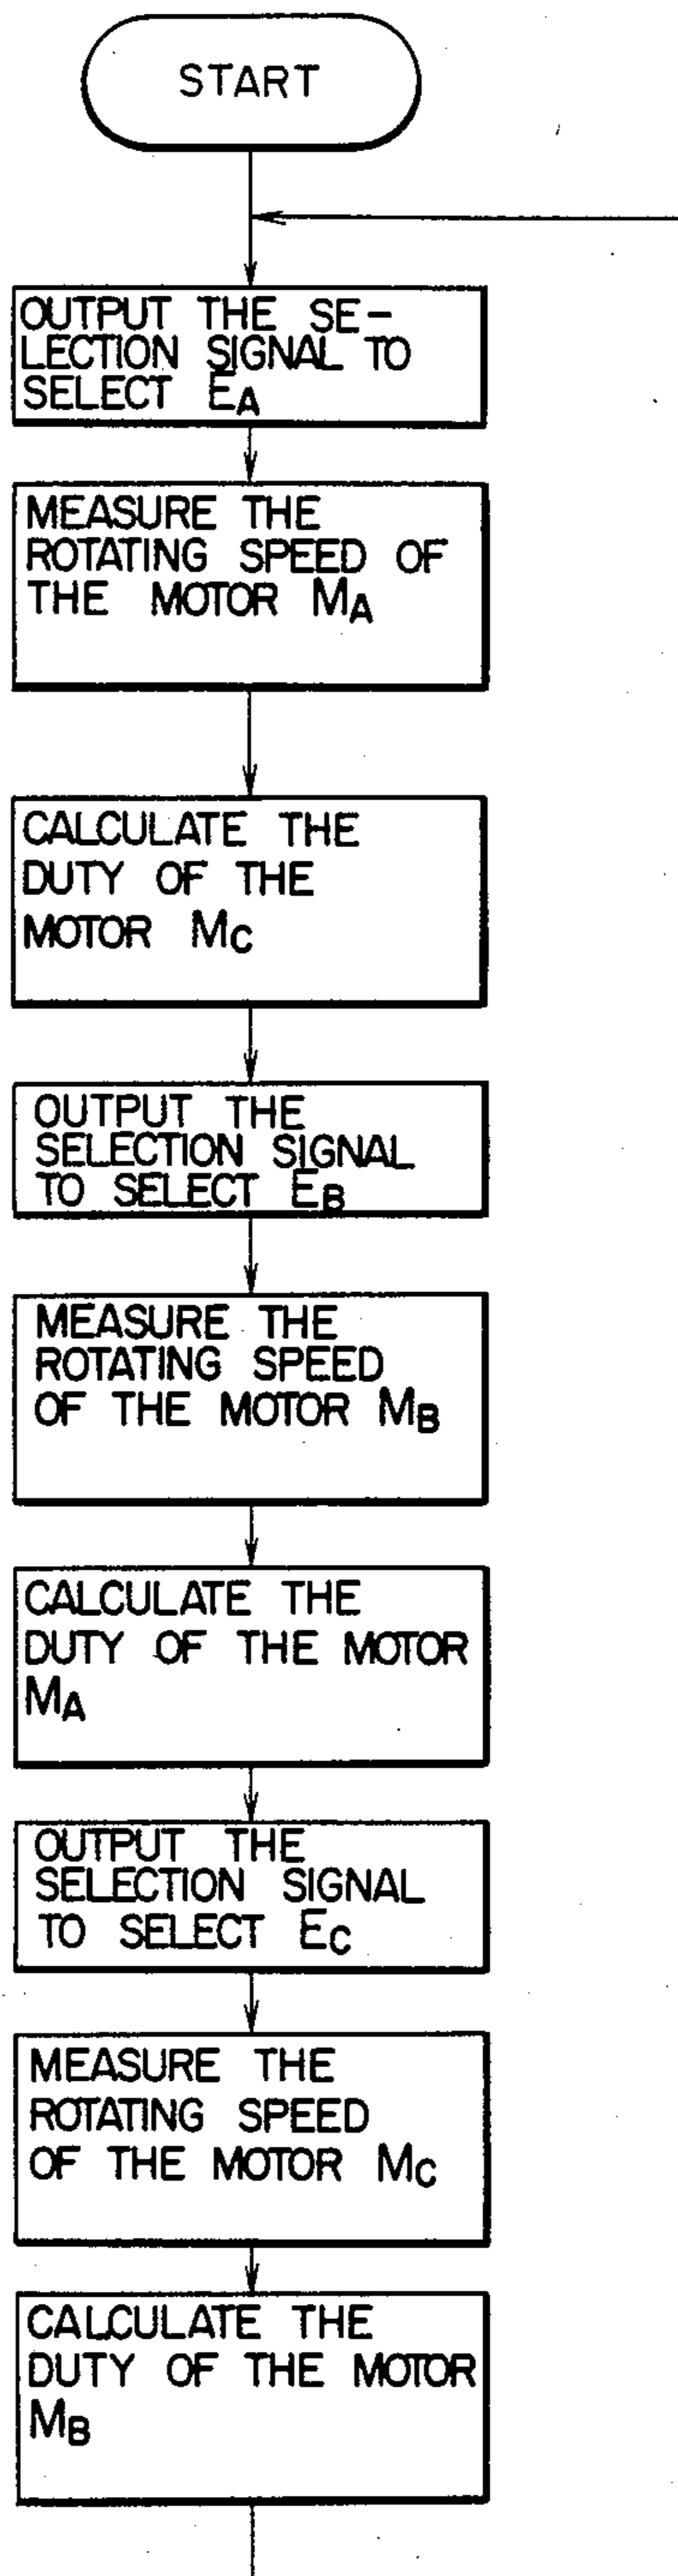 START
OUTPUT THE SE-
LECTION SIGNAL TO
SELECT EA
MEASURE THE
ROTATING SPEED OF
THE MOTOR MA
CALCULATE THE
DUTY OF THE
MOTOR MC
OUTPUT THE
SELECTION SIGNAL
TO SELECT EB
MEASURE THE
ROTATING SPEED
OF THE MOTOR MB
CALCULATE THE
DUTY OF THE MOTOR
MA
OUTPUT THE
SELECTION SIGNAL
TO SELECT EC
MEASURE THE
ROTATING SPEED
OF THE MOTOR MC
CALCULATE THE
DUTY OF THE MOTOR
MB